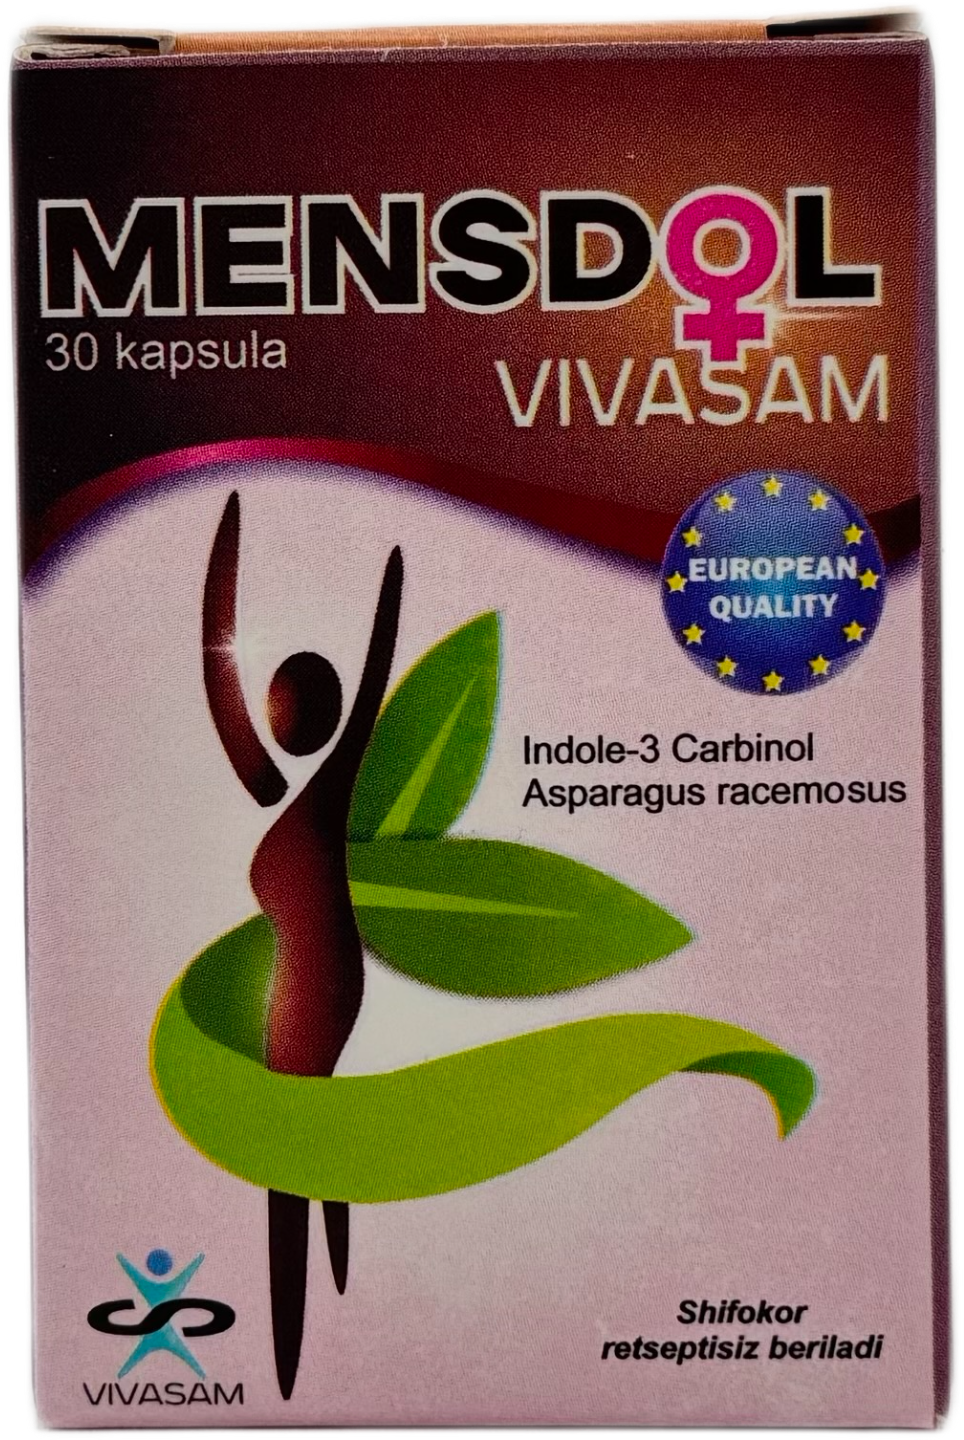 MENSDOL
30 kapsula
VIVASAM
EUROPEAN
QUALITY
Indole-3 Carbinol
Asparagus racemosus
Shifokor
retseptisiz beriladi
VIVASAM